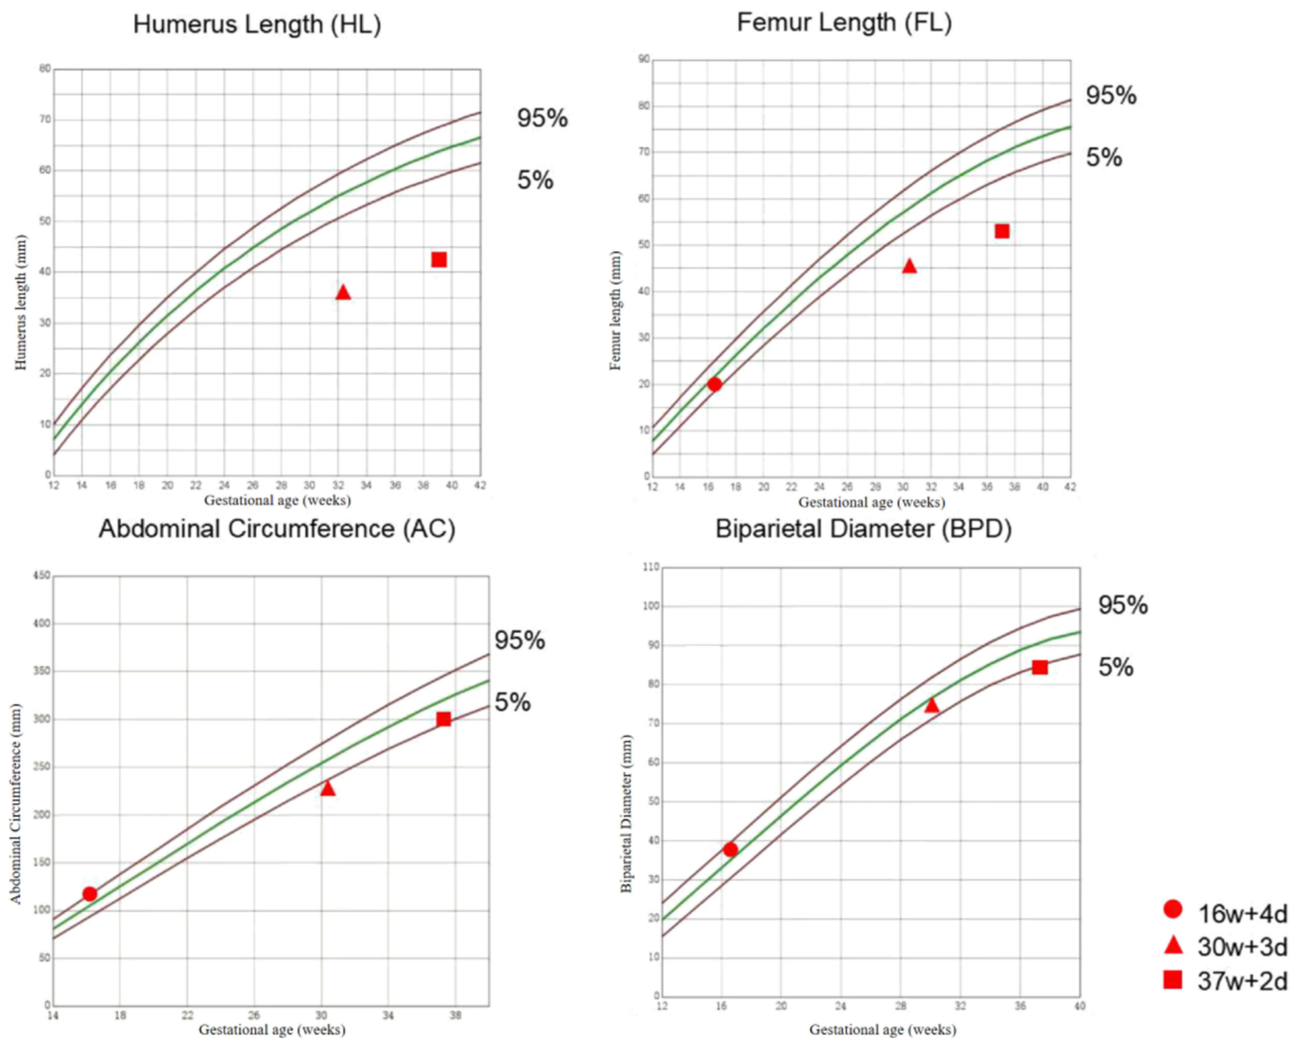 Humerus Length (HL)
80
70
60
50
40
30
20
10
0
12 14 16 18 20 22 24 26 28 30 32 34 36 38 40 42
Humerus length (mm)
Gestational age (weeks)
95%
5%
Femur Length (FL)
90
80
70
60
50
40
30
20
10
0
12 14 16 18 20 22 24 26 28 30 32 34 36 38 40 42
Femur length (mm)
Gestational age (weeks)
95%
5%
Abdominal Circumference (AC)
450
400
350
300
250
200
150
100
50
0
14 18 22 26 30 34 38
Abdominal Circumference (mm)
Gestational age (weeks)
95%
5%
Biparietal Diameter (BPD)
110
100
90
80
70
60
50
40
30
20
10
0
12 16 20 24 28 32 36 40
Biparietal Diameter (mm)
Gestational age (weeks)
95%
5%
16w+4d
30w+3d
37w+2d